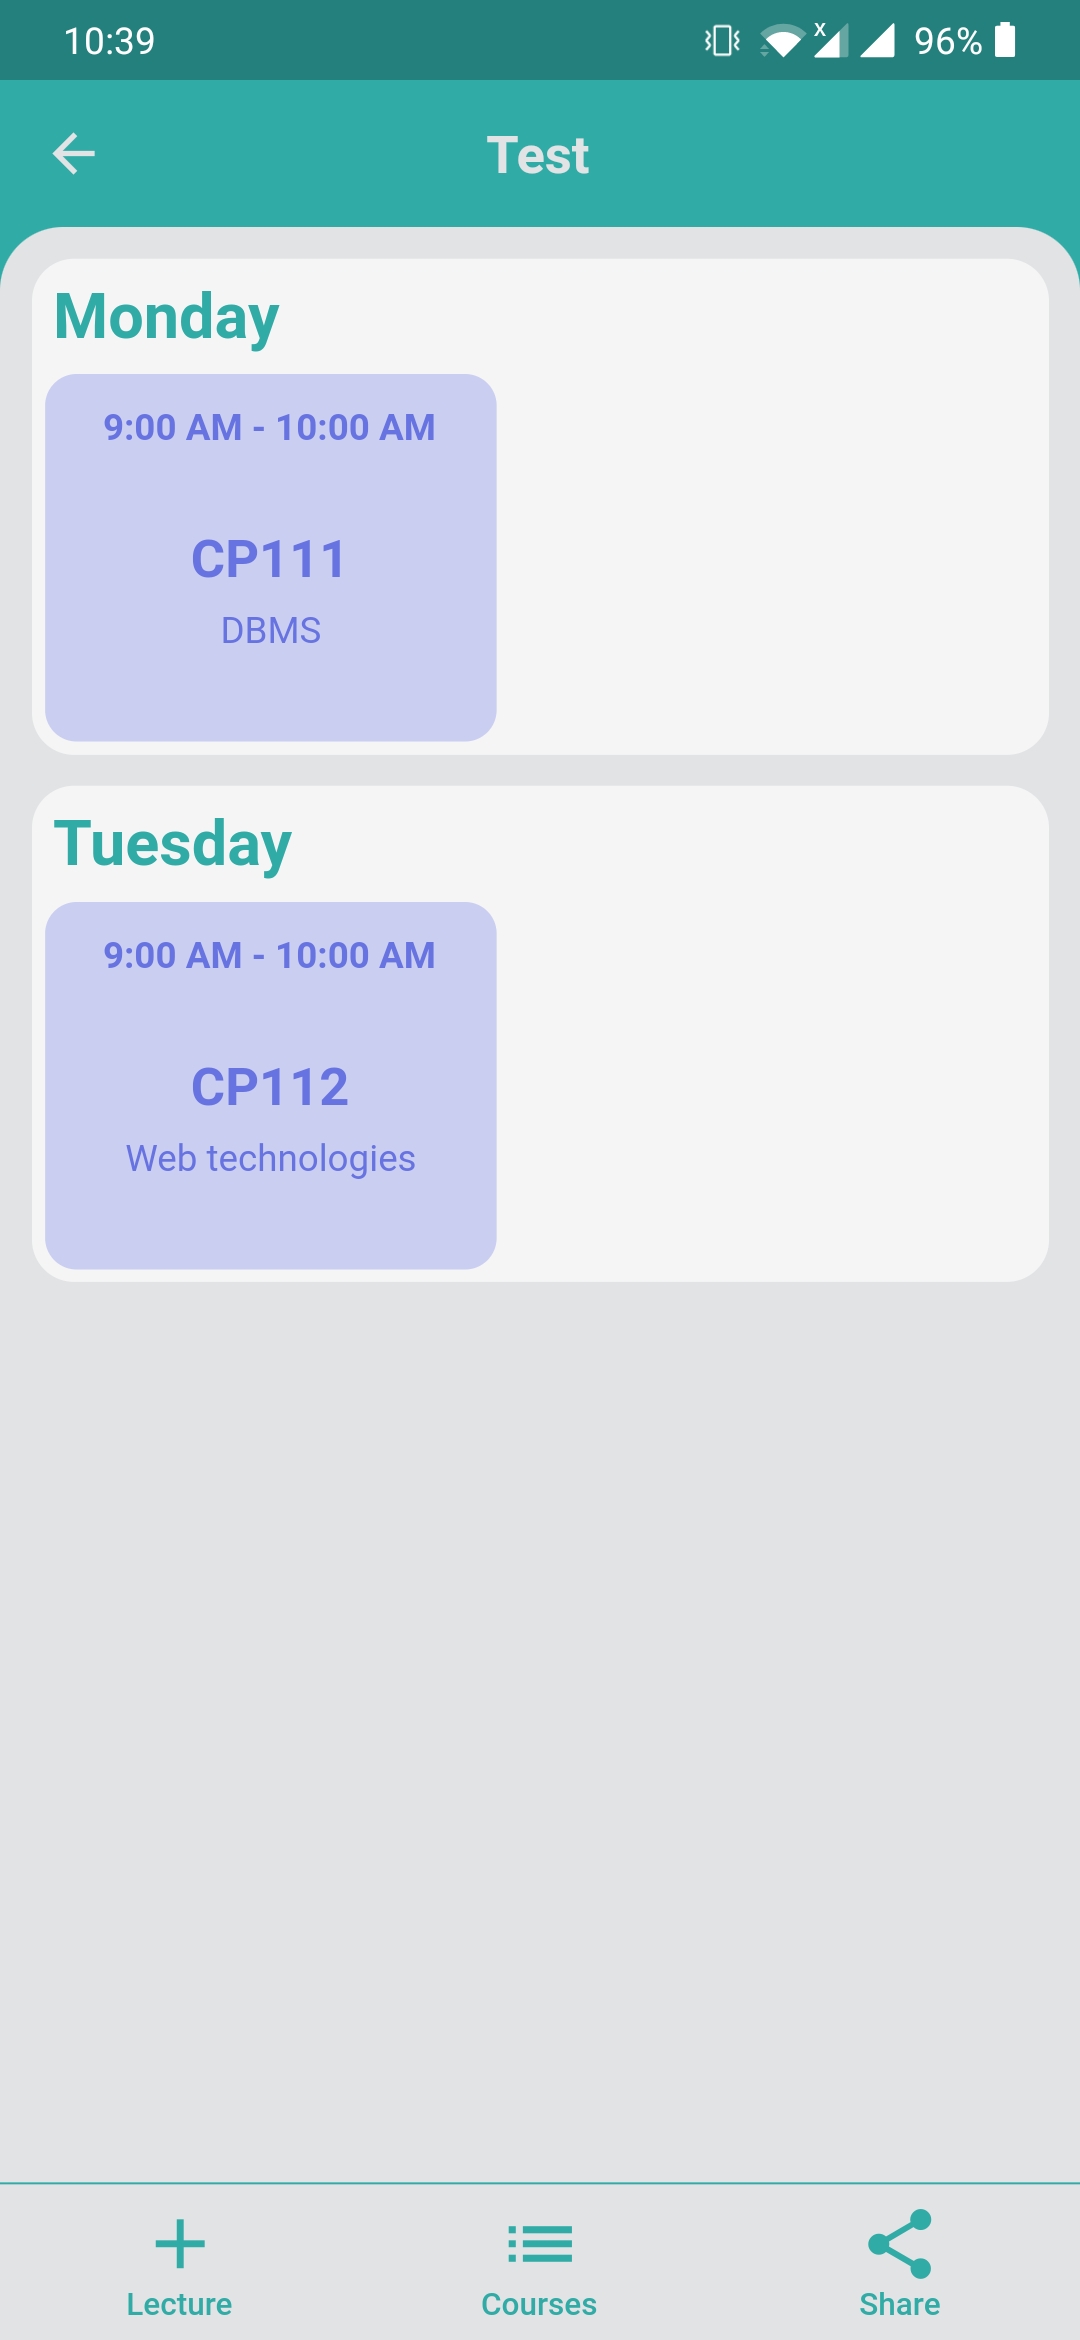 10:39
96%
Test
Monday
9:00 AM - 10:00 AM
CP111
DBMS
Tuesday
9:00 AM - 10:00 AM
CP112
Web technologies
Lecture
Courses
Share